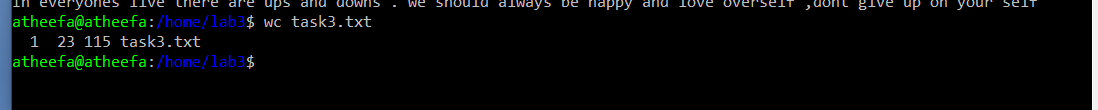 in everyones live there are ups and downs . we should always be happy and love overself ,dont give up on your self
atheefa@atheefa:/home/lab3$ wc task3.txt
  1  23 115 task3.txt
atheefa@atheefa:/home/lab3$